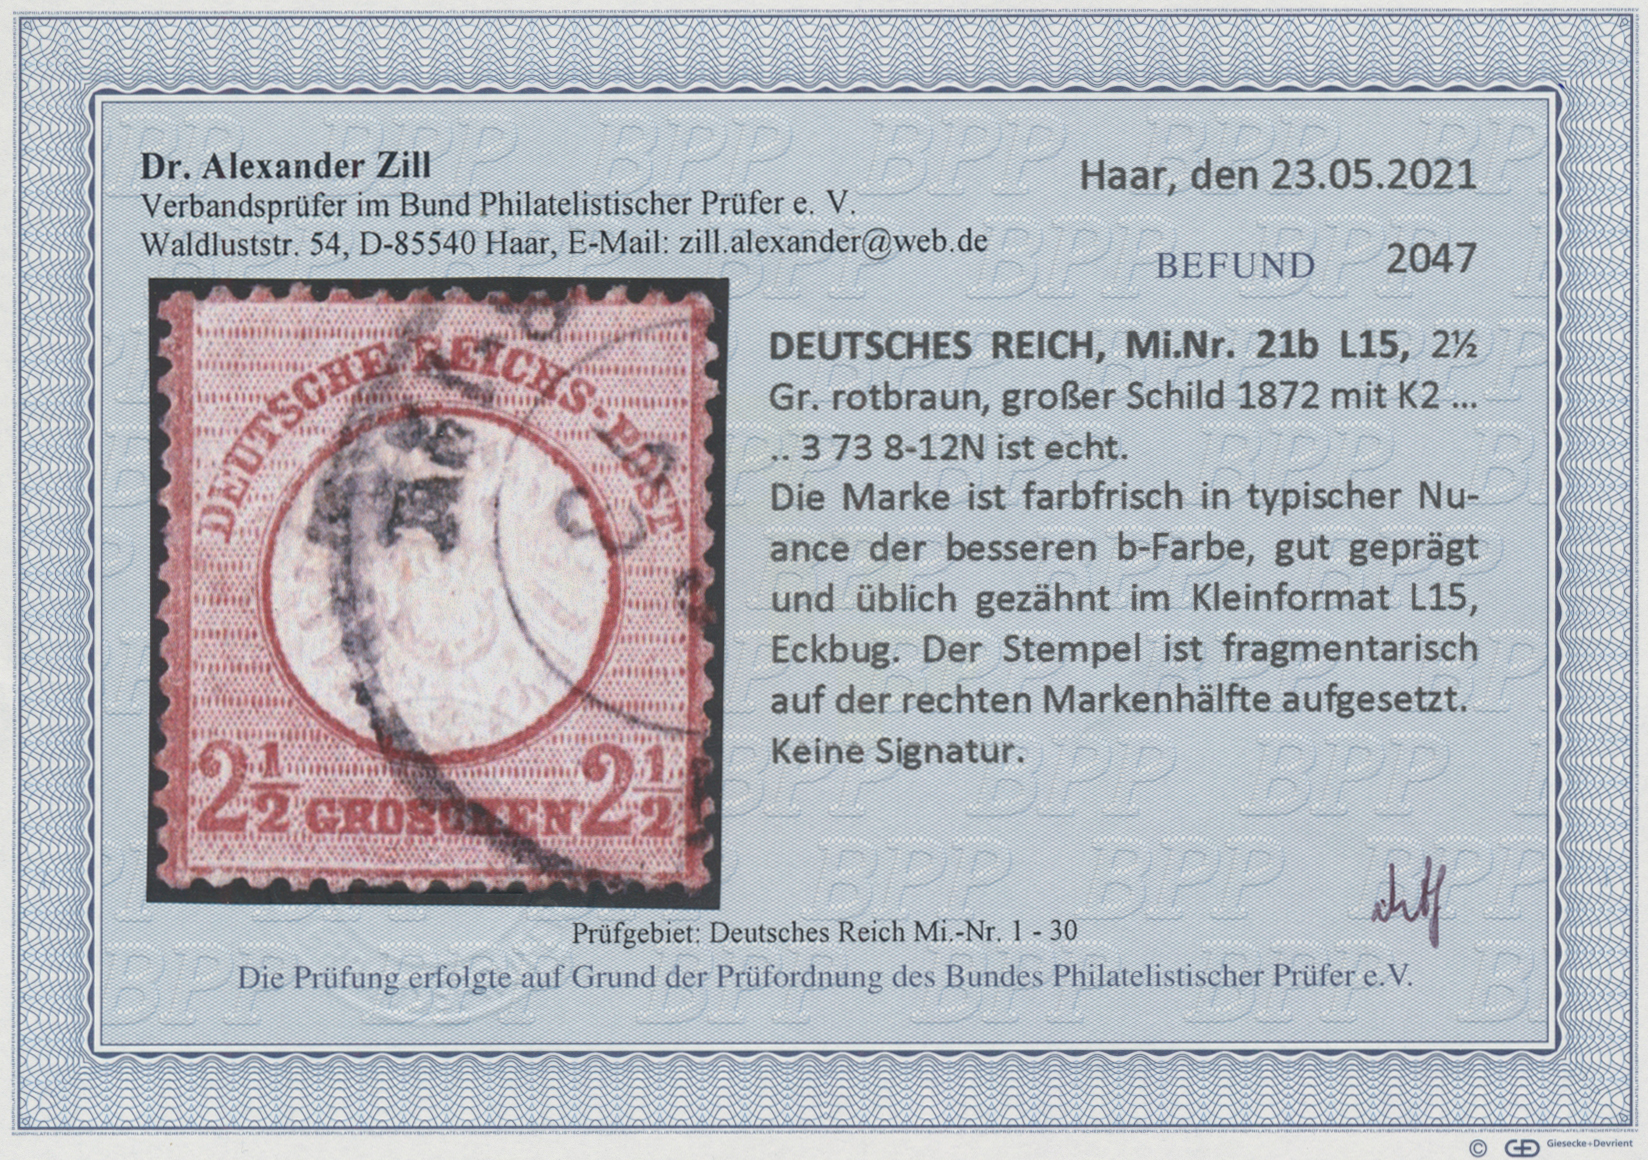 Dr. Alexander Zill
Verbandsprüfer im Bund Philatelistischer Prüfer e. V.
Waldluststr. 54, D-85540 Haar, E-Mail: zill.alexander@web.de
Haar, den 23.05.2021
BEFUND 2047
DEUTSCHE REICHS-POST
2½ GROSCHEN 2½
DEUTSCHES REICH, Mi.Nr. 21b L15, 2½
Gr. rotbraun, großer Schild 1872 mit K2 ...
.. 3 73 8-12N ist echt.
Die Marke ist farbfrisch in typischer Nu-
ance der besseren b-Farbe, gut geprägt
und üblich gezähnt im Kleinformat L15,
Eckbug. Der Stempel ist fragmentarisch
auf der rechten Markenhälfte aufgesetzt.
Keine Signatur.
Prüfgebiet: Deutsches Reich Mi.-Nr. 1 - 30
Die Prüfung erfolgte auf Grund der Prüfordnung des Bundes Philatelistischer Prüfer e.V.
© GD Giesecke+Devrient